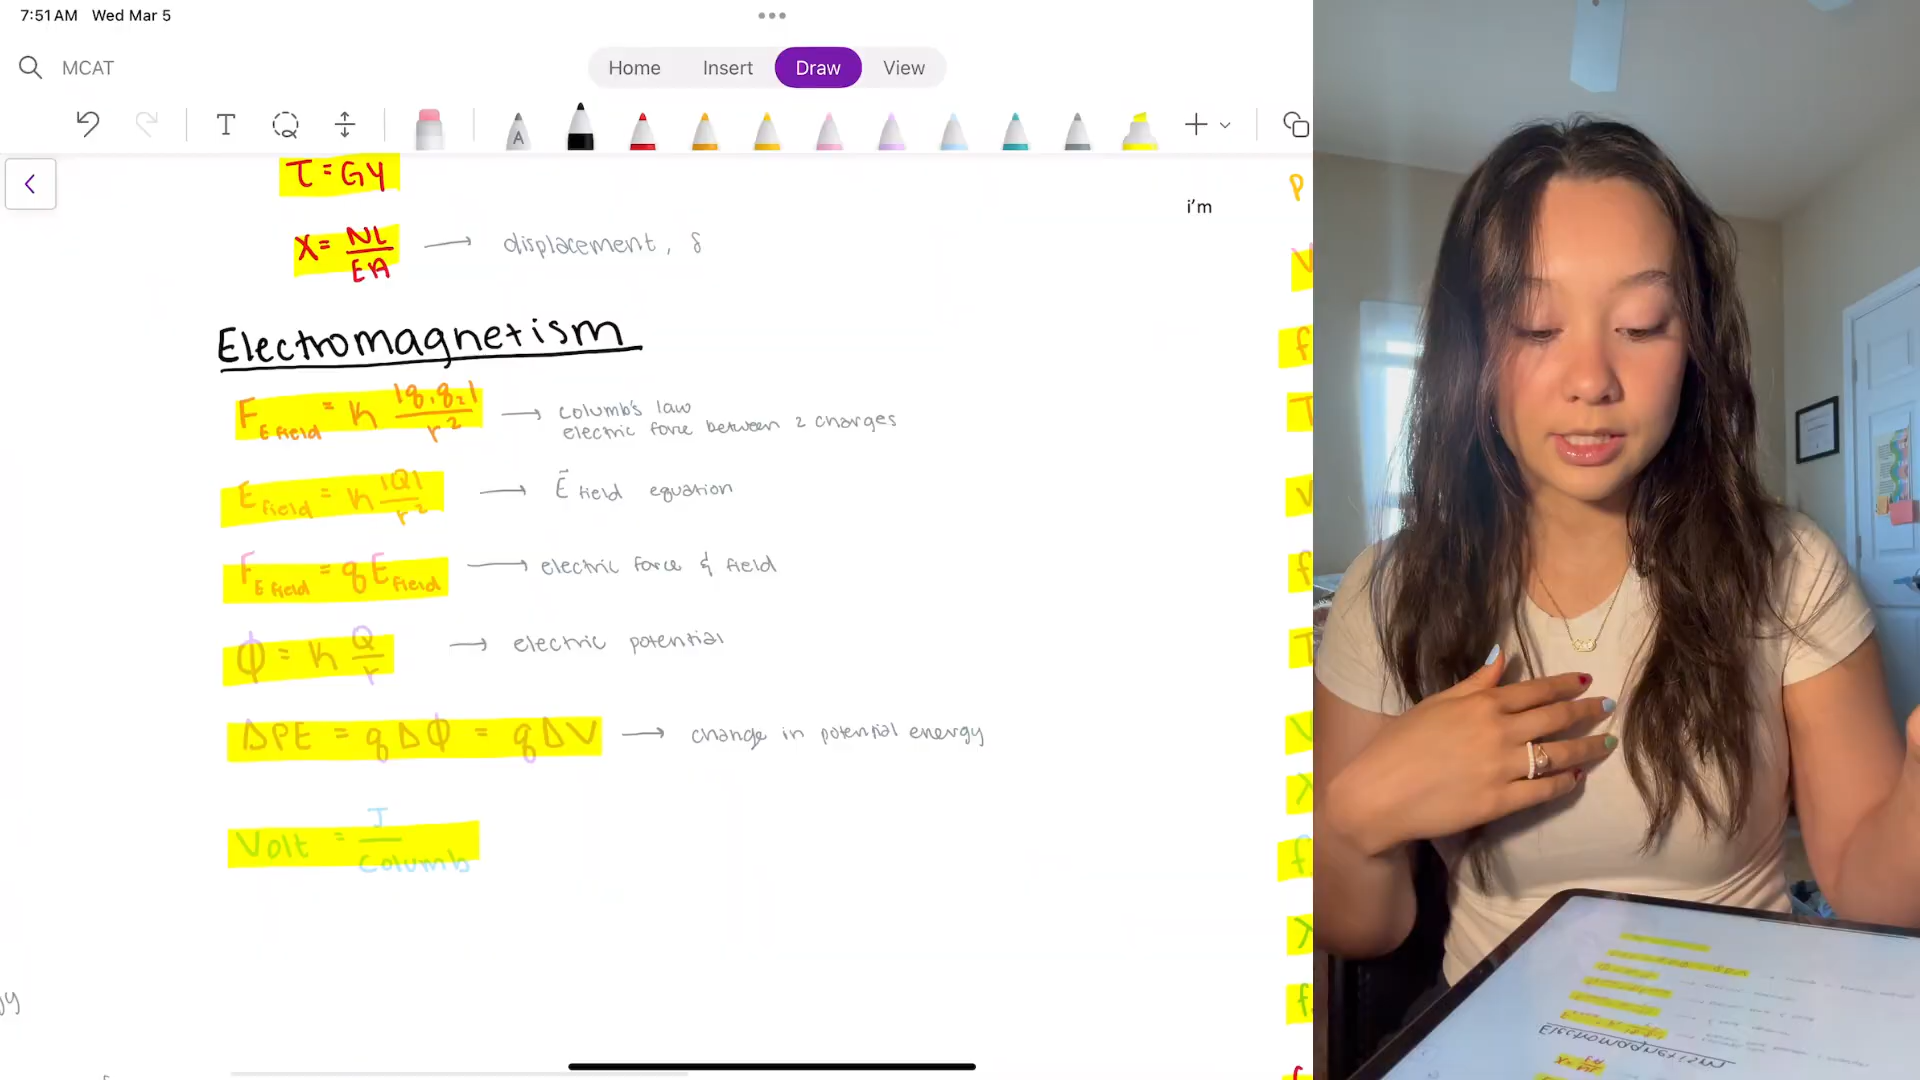 7:51 AM Wed Mar 5
MCAT
Home Insert Draw View
T
A
τ = Gγ
i'm
X = NL/EA → displacement, δ
Electromagnetism
F E field = k |q₁q₂|/r² → columb's law
electric force between 2 charges
E field = k |Q|/r² → E⃗ field equation
F E field = qE field → electric force & field
Φ = k Q/r → electric potential
ΔPE = qΔΦ = qΔV → change in potential energy
Volt = J/columb